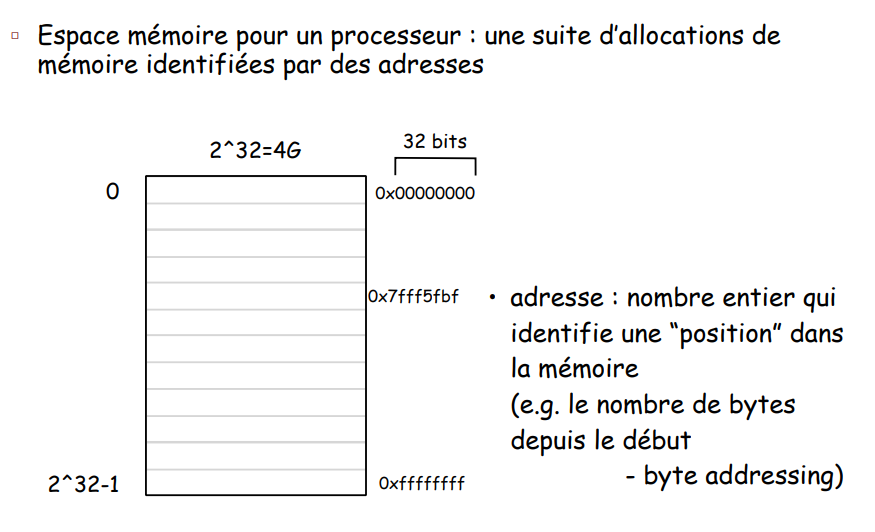 Espace mémoire pour un processeur : une suite d'allocations de
mémoire identifiées par des adresses
2^32=4G
32 bits
0
0x00000000
0x7fff5fbf
• adresse : nombre entier qui
identifie une “position” dans
la mémoire
(e.g. le nombre de bytes
depuis le début
- byte addressing)
2^32-1
0xffffffff